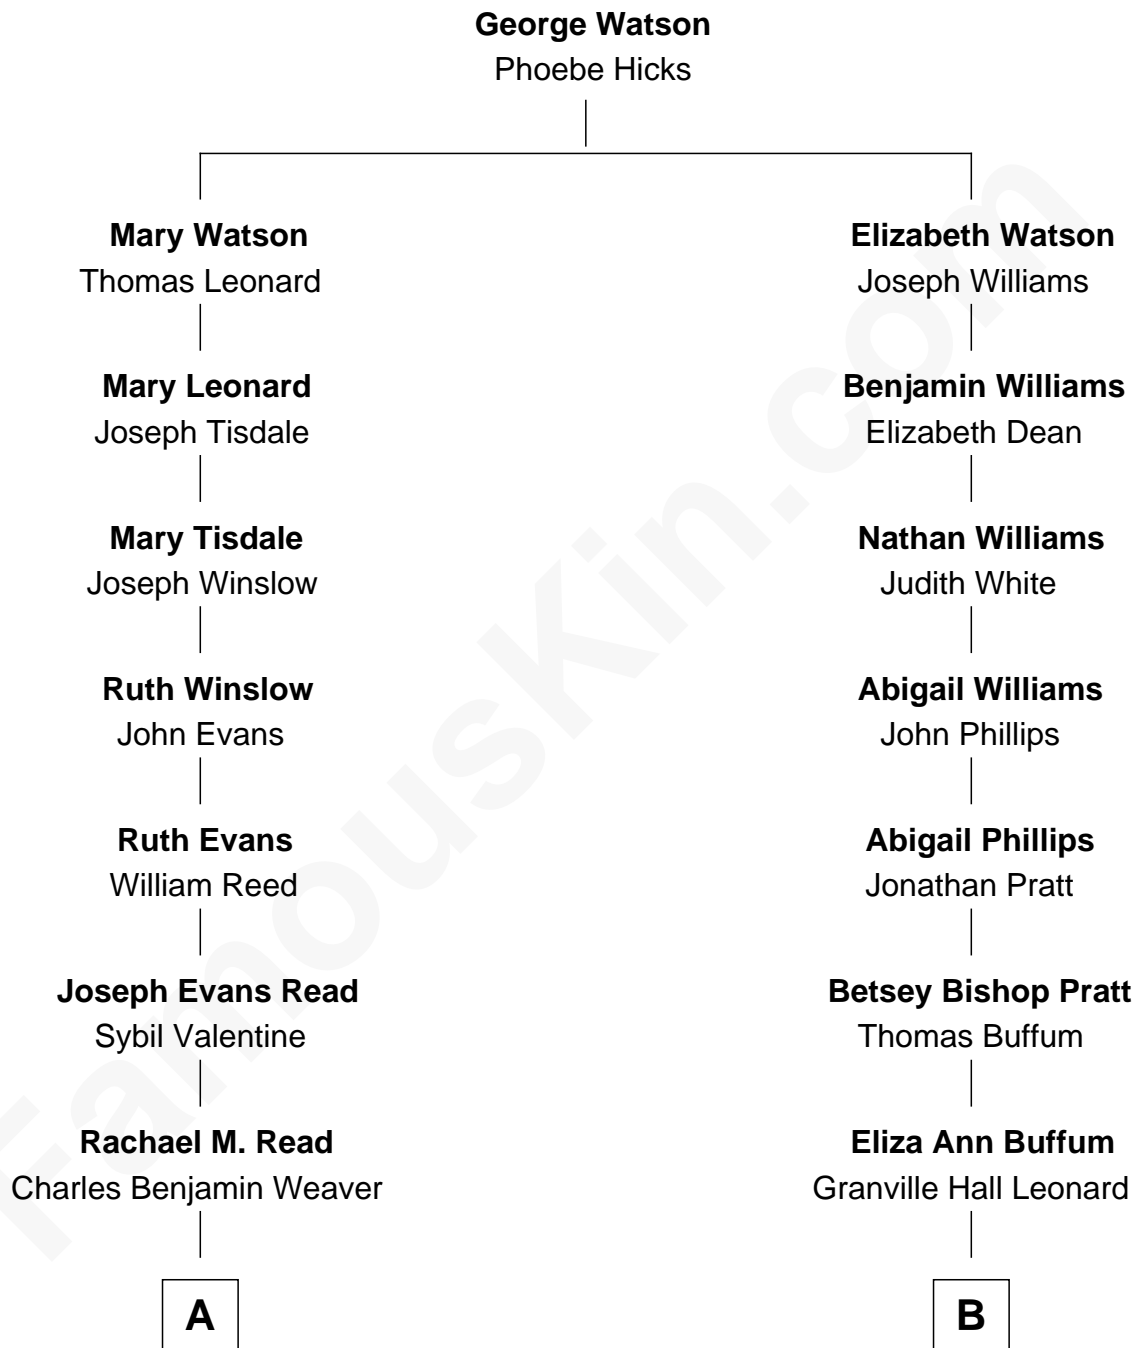 George Watson
Phoebe Hicks
Mary Watson
Thomas Leonard
Elizabeth Watson
Joseph Williams
Mary Leonard
Joseph Tisdale
Benjamin Williams
Elizabeth Dean
Mary Tisdale
Joseph Winslow
Nathan Williams
Judith White
Ruth Winslow
John Evans
Abigail Williams
John Phillips
Ruth Evans
William Reed
Abigail Phillips
Jonathan Pratt
Joseph Evans Read
Sybil Valentine
Betsey Bishop Pratt
Thomas Buffum
Rachael M. Read
Charles Benjamin Weaver
Eliza Ann Buffum
Granville Hall Leonard
A
B
FamousKin.com